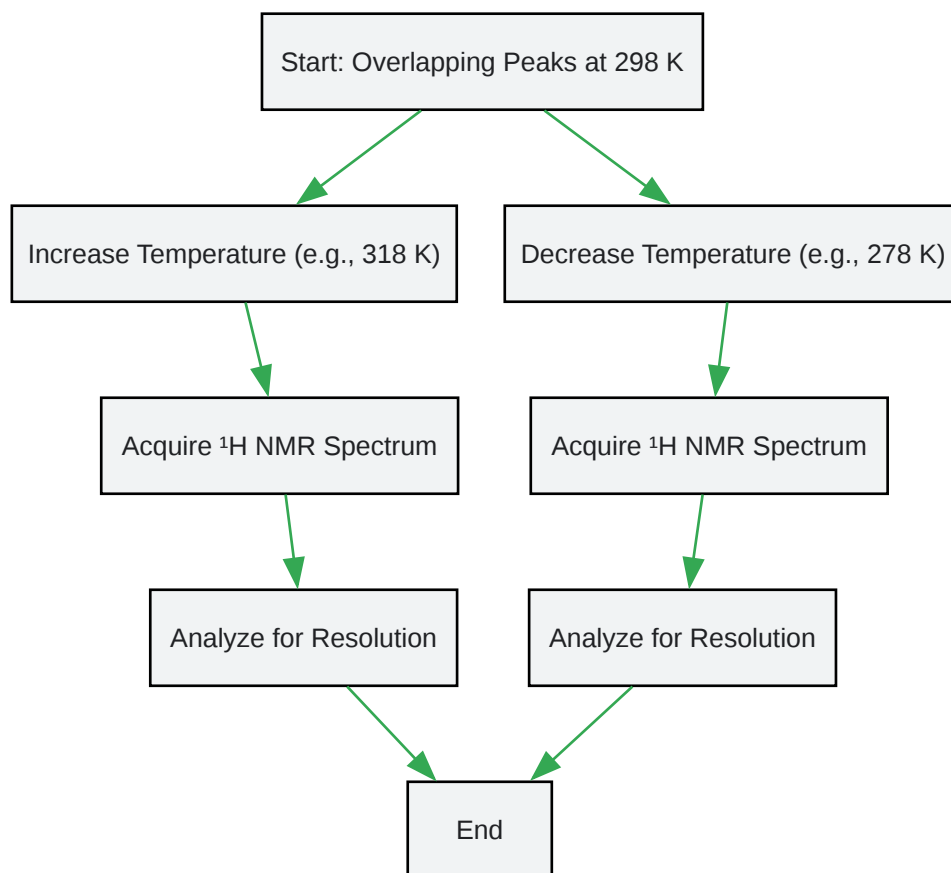 Start: Overlapping Peaks at 298 K
Increase Temperature (e.g., 318 K)
Decrease Temperature (e.g., 278 K)
Acquire ¹H NMR Spectrum
Acquire ¹H NMR Spectrum
Analyze for Resolution
Analyze for Resolution
End